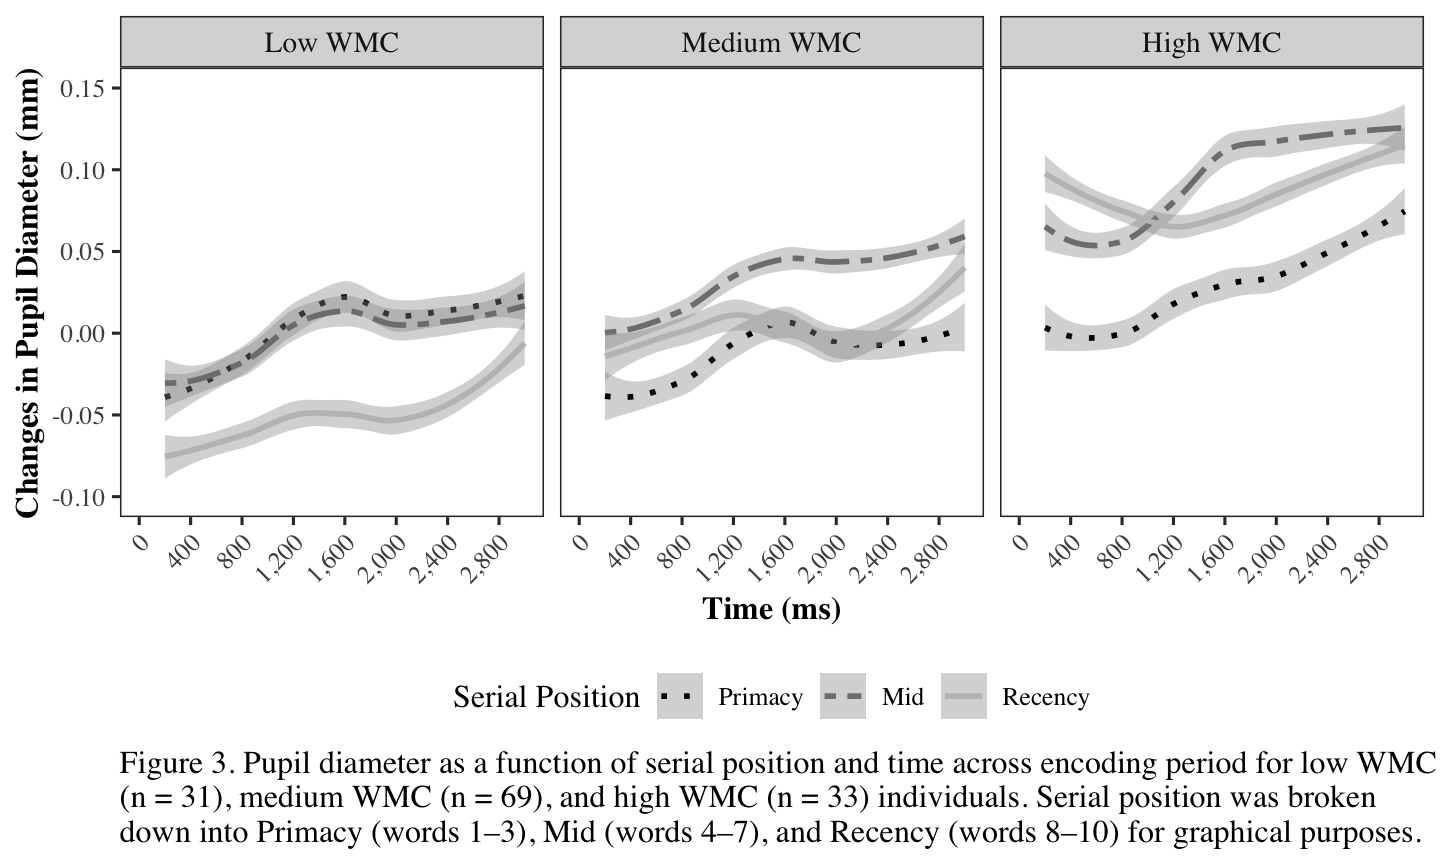 Low WMC
Medium WMC
High WMC
Changes in Pupil Diameter (mm)
0.15
0.10
0.05
0.00
-0.05
-0.10
0 400 800 1,200 1,600 2,000 2,400 2,800
0 400 800 1,200 1,600 2,000 2,400 2,800
0 400 800 1,200 1,600 2,000 2,400 2,800
Time (ms)
Serial Position Primacy Mid Recency
Figure 3. Pupil diameter as a function of serial position and time across encoding period for low WMC
(n = 31), medium WMC (n = 69), and high WMC (n = 33) individuals. Serial position was broken
down into Primacy (words 1–3), Mid (words 4–7), and Recency (words 8–10) for graphical purposes.